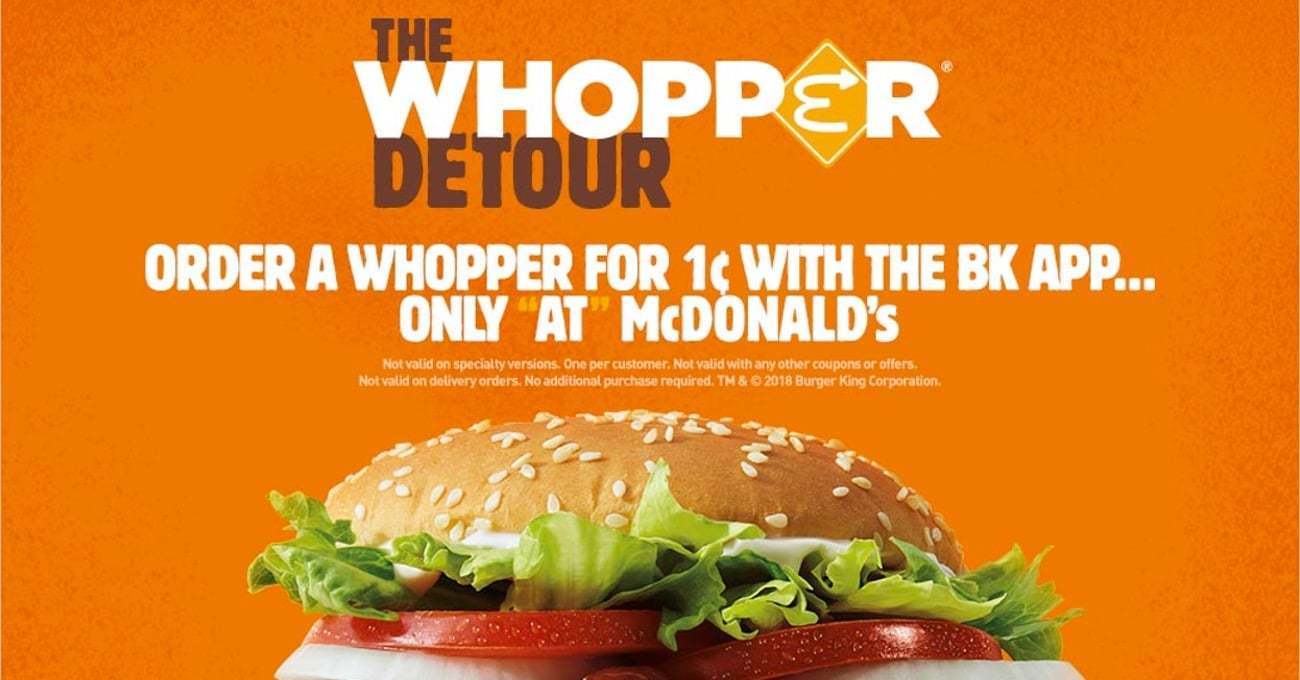 THE
WHOPPER®
DETOUR
ORDER A WHOPPER FOR 1¢ WITH THE BK APP...
ONLY “AT” McDONALD’s
Not valid on specialty versions. One per customer. Not valid with any other coupons or offers.
Not valid on delivery orders. No additional purchase required. TM & © 2018 Burger King Corporation.